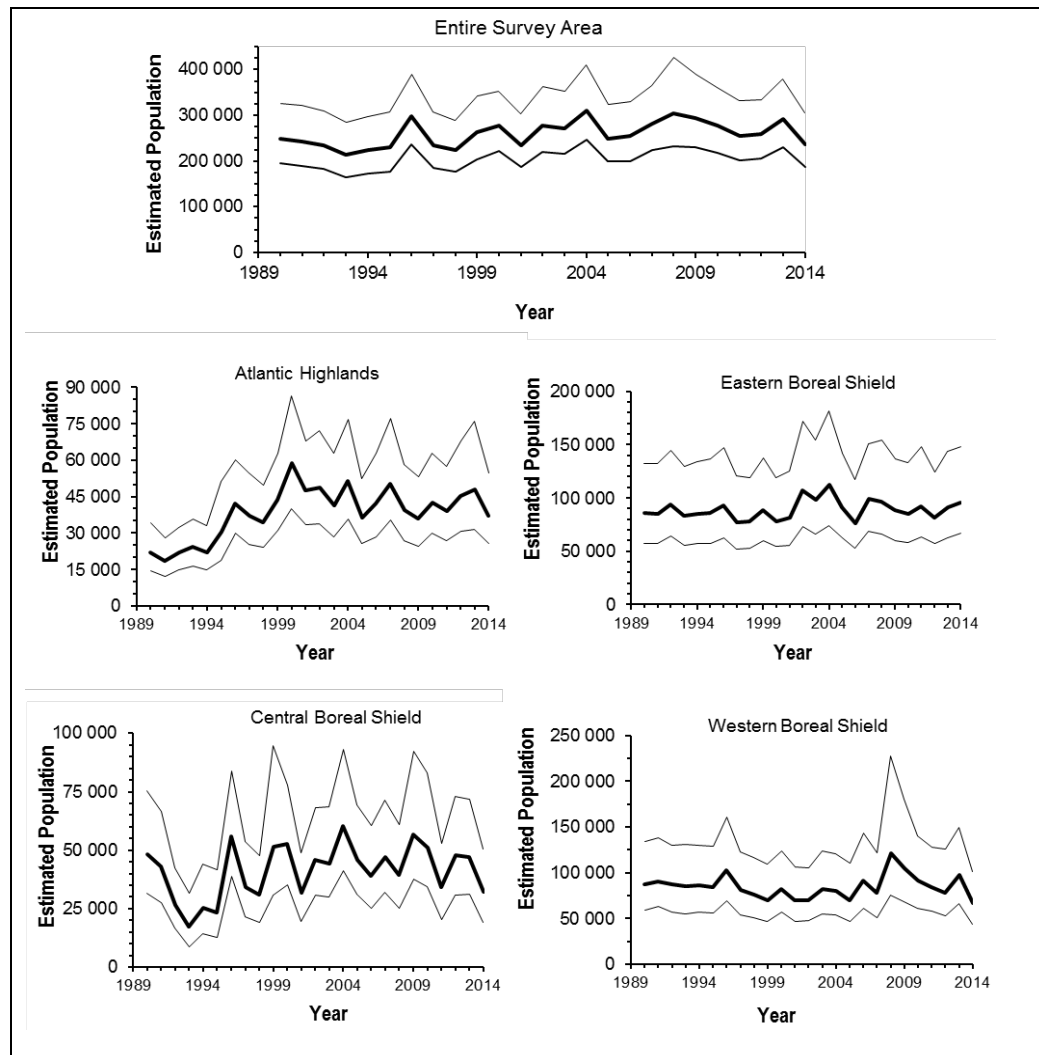 Entire Survey Area
Estimated Population
400 000
300 000
200 000
100 000
0
1989 1994 1999 2004 2009 2014
Year
Atlantic Highlands
Estimated Population
90 000
75 000
60 000
45 000
30 000
15 000
0
1989 1994 1999 2004 2009 2014
Year
Eastern Boreal Shield
Estimated Population
200 000
150 000
100 000
50 000
0
1989 1994 1999 2004 2009 2014
Year
Central Boreal Shield
Estimated Population
100 000
75 000
50 000
25 000
0
1989 1994 1999 2004 2009 2014
Year
Western Boreal Shield
Estimated Population
250 000
200 000
150 000
100 000
50 000
0
1989 1994 1999 2004 2009 2014
Year